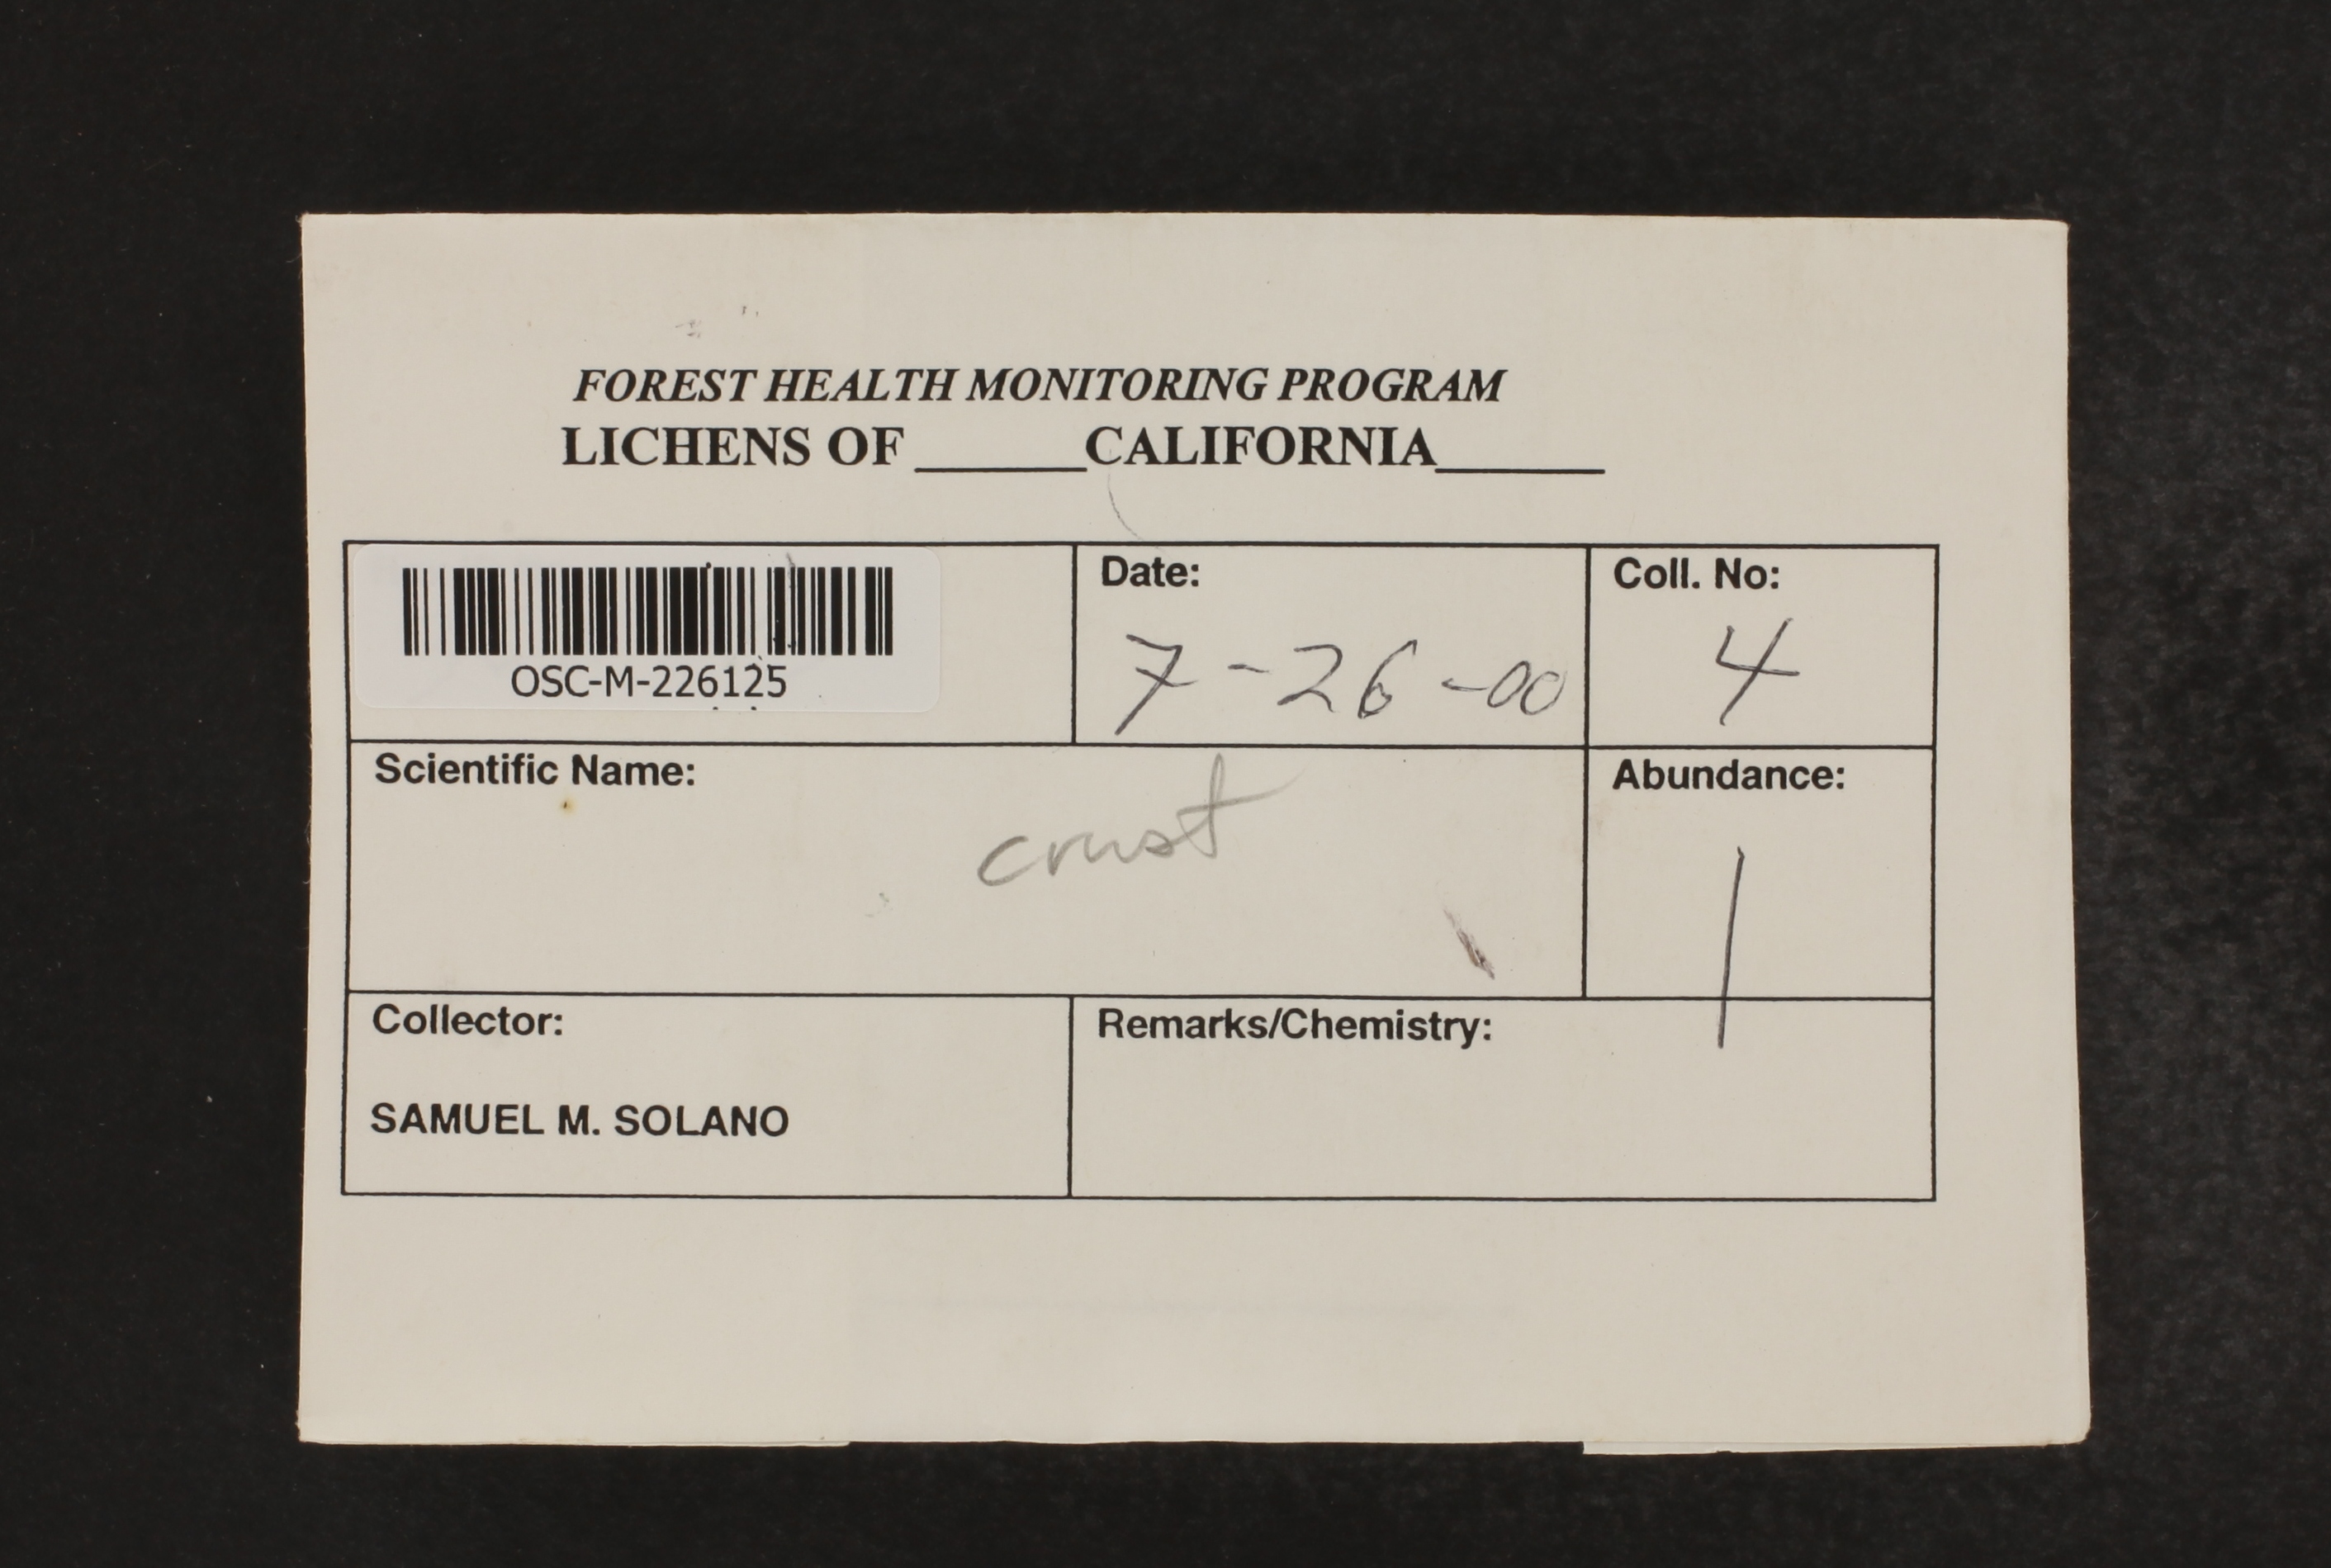 FOREST HEALTH MONITORING PROGRAM
LICHENS OF ______CALIFORNIA______
OSC-M-226125
Date:
7-26-00
Coll. No:
4
Scientific Name:
crust
Abundance:
1
Collector:
SAMUEL M. SOLANO
Remarks/Chemistry: